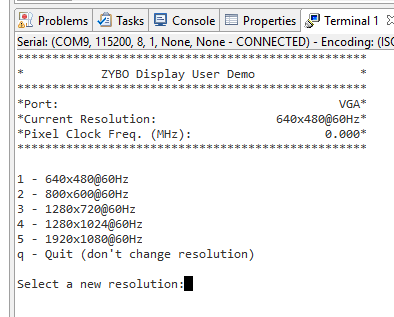 Problems Tasks Console Properties Terminal 1
Serial: (COM9, 115200, 8, 1, None, None - CONNECTED) - Encoding: (ISO
**************************************************
* ZYBO Display User Demo *
**************************************************
*Port: VGA*
*Current Resolution: 640x480@60Hz*
*Pixel Clock Freq. (MHz): 0.000*
**************************************************
1 - 640x480@60Hz
2 - 800x600@60Hz
3 - 1280x720@60Hz
4 - 1280x1024@60Hz
5 - 1920x1080@60Hz
q - Quit (don't change resolution)
Select a new resolution: